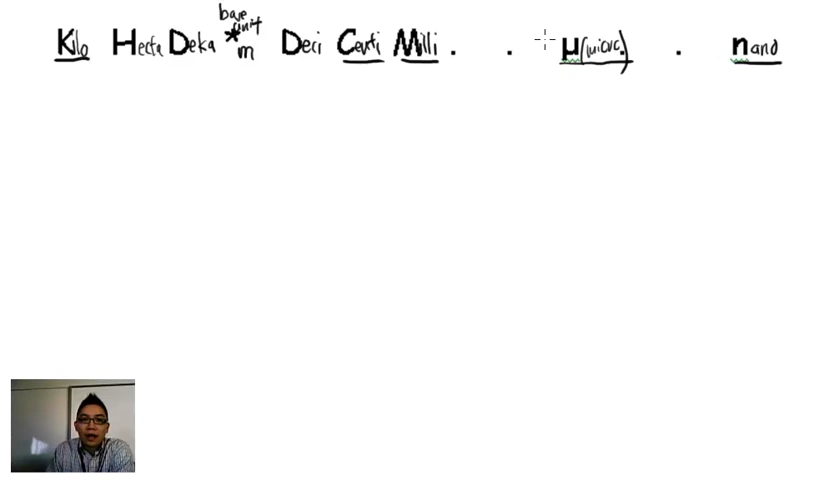 base
unit
Kilo Hecta Deka * m Deci Centi Milli . . μ(micro) . nano